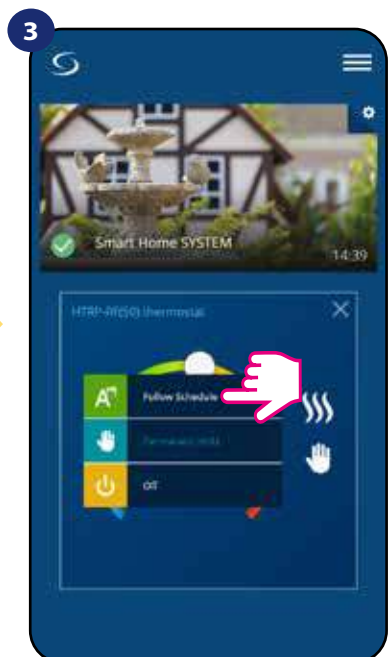 3
Smart Home SYSTEM
14:39
HTRP-RF(50) thermostat
A
Follow Schedule
Permanent Hold
Off